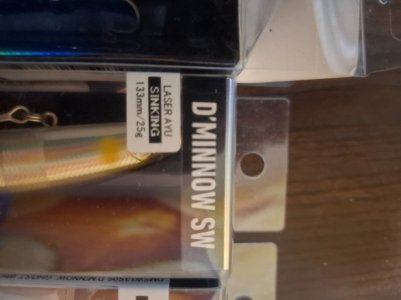 D'MINNOW SW
LASER AYU
SINKING
133mm/25g